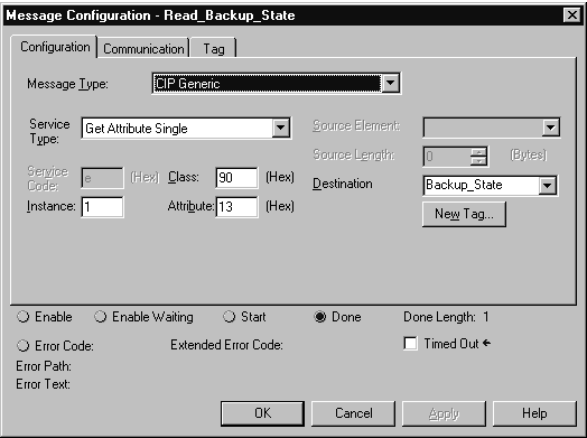 Message Configuration - Read_Backup_State
Configuration Communication Tag
Message Type: CIP Generic
Service Type: Get Attribute Single
Source Element:
Source Length: 0 (Bytes)
Service Code: e (Hex) Class: 90 (Hex)
Destination Backup_State
Instance: 1 Attribute: 13 (Hex)
New Tag...
Enable Enable Waiting Start Done Done Length: 1
Error Code: Extended Error Code: Timed Out ←
Error Path:
Error Text:
OK Cancel Apply Help